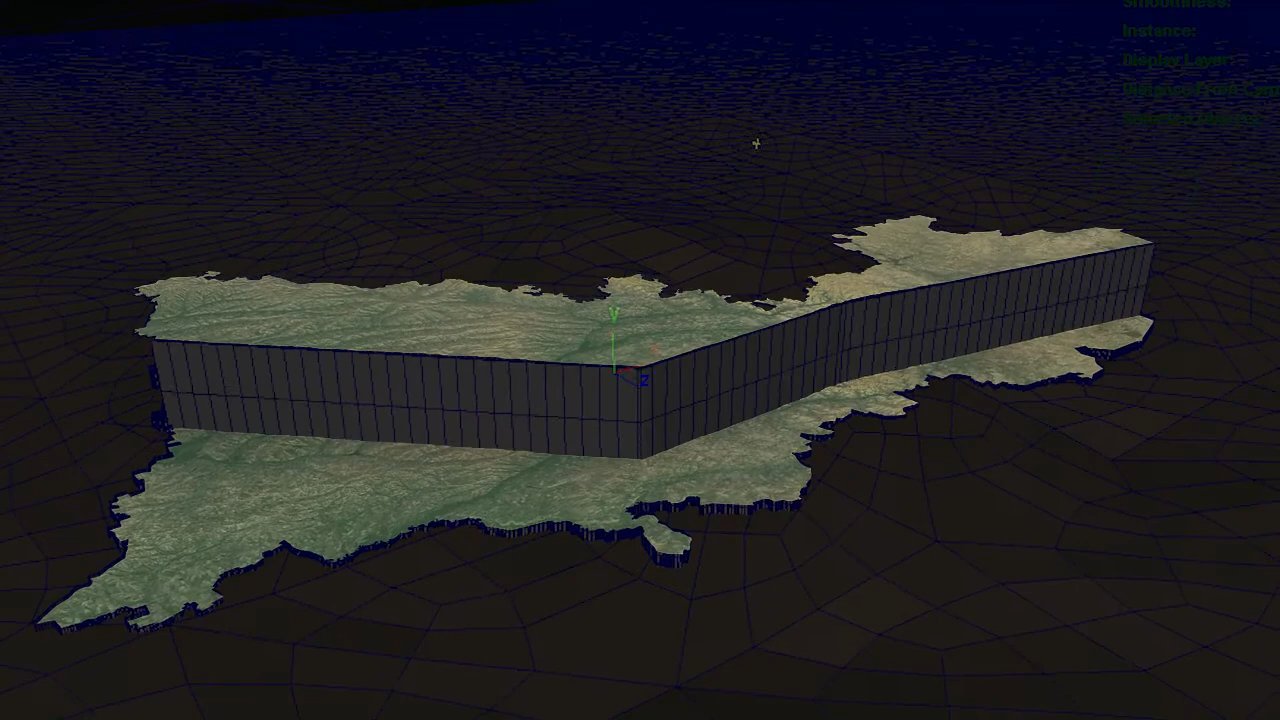 Smoothness:
Instance:
Display Layer:
Distance From Cam
Selected Objects:
Y
Z